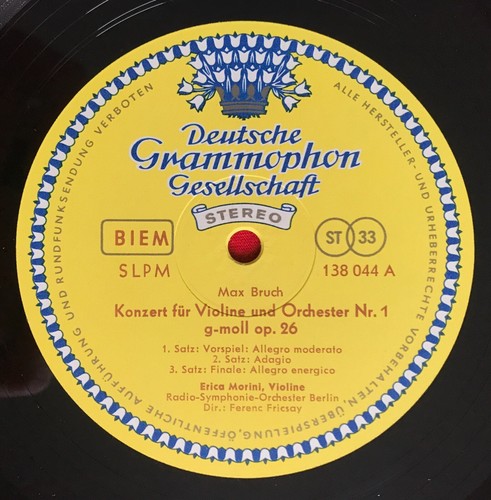 Deutsche
Grammophon
Gesellschaft
STEREO
BIEM
SLPM
ST 33
138 044 A
Max Bruch
Konzert für Violine und Orchester Nr. 1
g-moll op. 26
1. Satz: Vorspiel: Allegro moderato
2. Satz: Adagio
3. Satz: Finale: Allegro energico
Erica Morini, Violine
Radio-Symphonie-Orchester Berlin
Dir.: Ferenc Fricsay
ALLE HERSTELLER- UND URHEBERRECHTE VORBEHALTEN, ÜBERSPIELUNG, ÖFFENTLICHE AUFFÜHRUNG UND RUNDFUNKSENDUNG VERBOTEN